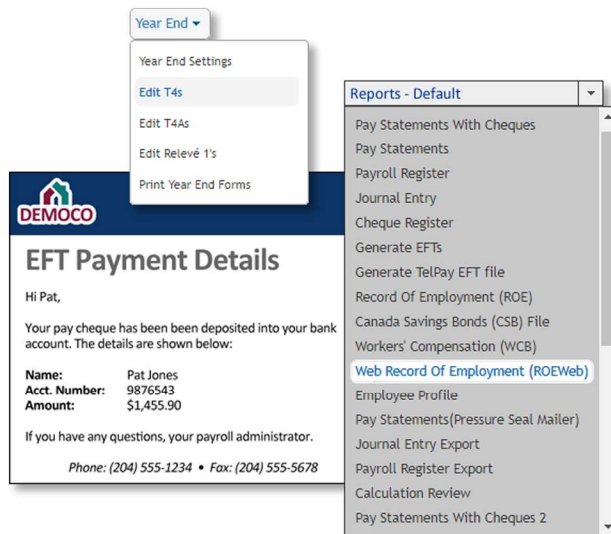 Year End
Year End Settings
Edit T4s
Edit T4As
Edit Relevé 1's
Print Year End Forms
DEMOCO
EFT Payment Details
Hi Pat,
Your pay cheque has been been deposited into your bank
account. The details are shown below:
Name: Pat Jones
Acct. Number: 9876543
Amount: $1,455.90
If you have any questions, your payroll administrator.
Phone: (204) 555-1234 • Fax: (204) 555-5678
Reports - Default
Pay Statements With Cheques
Pay Statements
Payroll Register
Journal Entry
Cheque Register
Generate EFTs
Generate TelPay EFT file
Record Of Employment (ROE)
Canada Savings Bonds (CSB) File
Workers' Compensation (WCB)
Web Record Of Employment (ROEWeb)
Employee Profile
Pay Statements(Pressure Seal Mailer)
Journal Entry Export
Payroll Register Export
Calculation Review
Pay Statements With Cheques 2